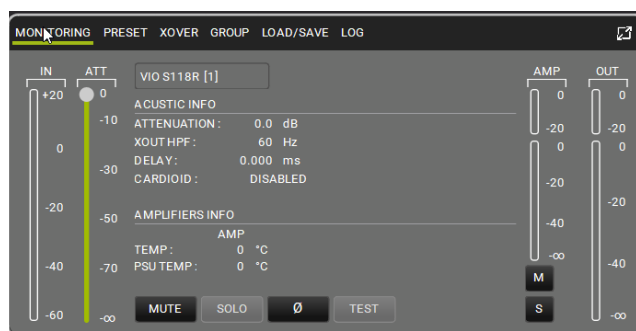 MONITORING PRESET XOVER GROUP LOAD/SAVE LOG
IN ATT VIO S118R [1] AMP OUT
+20 0 0 0
ACUSTIC INFO
-10 ATTENUATION : 0.0 dB -20 -20
0 XOUT HPF : 60 Hz 0 0
DELAY : 0.000 ms
-30 CARDIOID : DISABLED -20
-20 -20
-50 AMPLIFIERS INFO -40
AMP
TEMP : 0 °C -∞
-40 -70 PSU TEMP : 0 °C -40
M
-60 -∞ MUTE SOLO Ø TEST S -∞